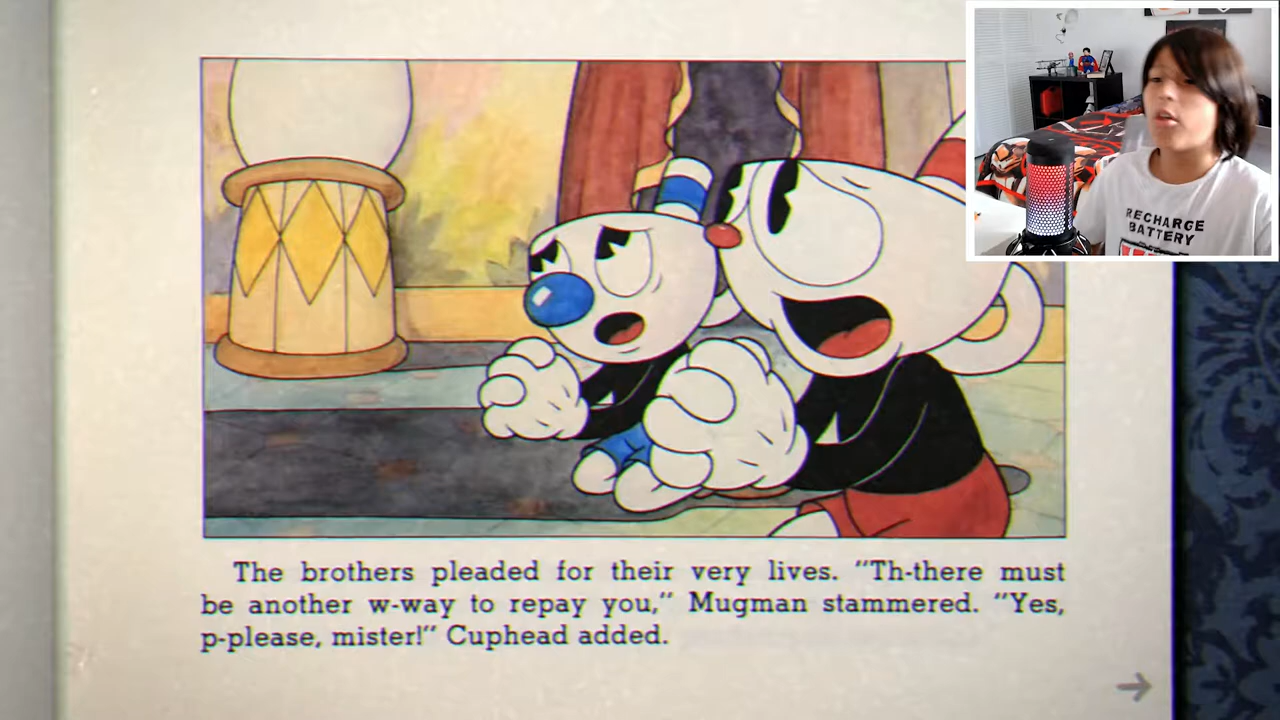 RECHARGE
BATTERY
The brothers pleaded for their very lives. “Th-there must
be another w-way to repay you,” Mugman stammered. “Yes,
p-please, mister!” Cuphead added.